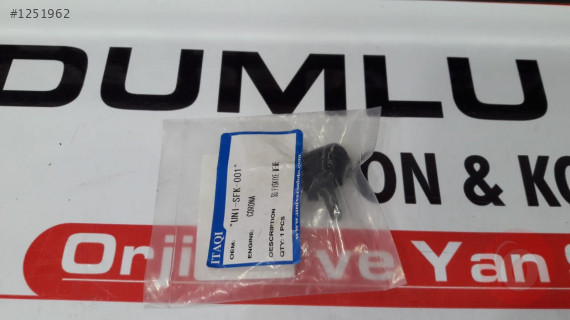 #1251962
DUMLU
ON & KO
Orji ve Yan
ITAQI
OEM: "UNI-SFK-001"
ENGINE: CORONA
DESCRIPTION
QTY: 1 PCS